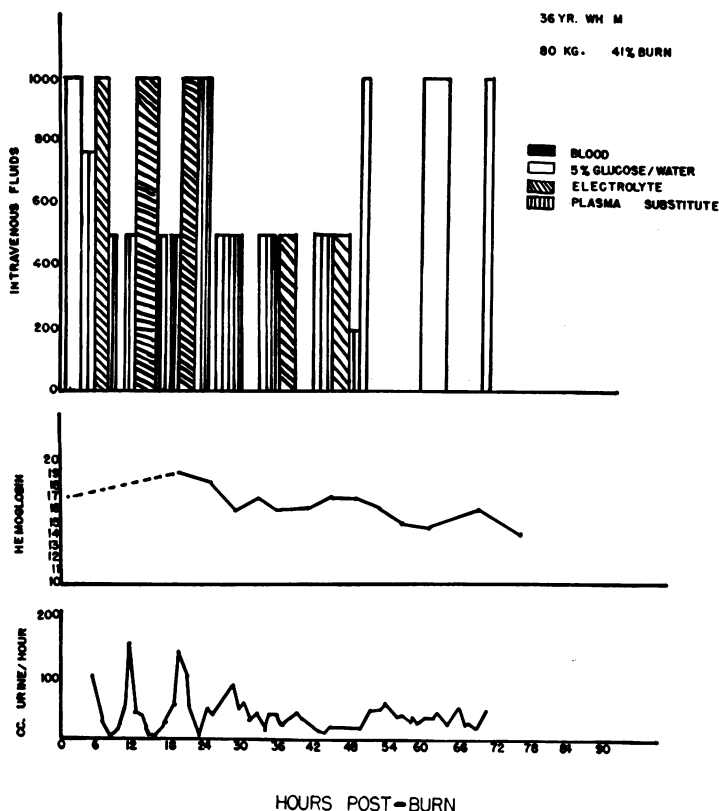 36 YR. WH M
80 KG. 41% BURN
1000
800
600
400
200
0
INTRAVENOUS FLUIDS
BLOOD
5% GLUCOSE/WATER
ELECTROLYTE
PLASMA SUBSTITUTE
20
10
HEMOGLOBIN
200
100
CC. URINE/HOUR
0 6 12 18 24 30 36 42 48 54 60 66 72 78 84 90
HOURS POST-BURN